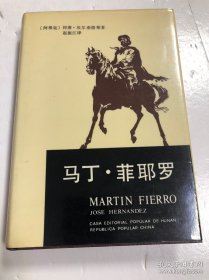 ［阿根廷］何塞·埃尔南德斯著
赵振江译
马丁·菲耶罗
MARTIN FIERRO
JOSE HERNANDEZ
CASA EDITORIAL POPULAR DE HUNAN,
REPUBLICA POPULAR CHINA